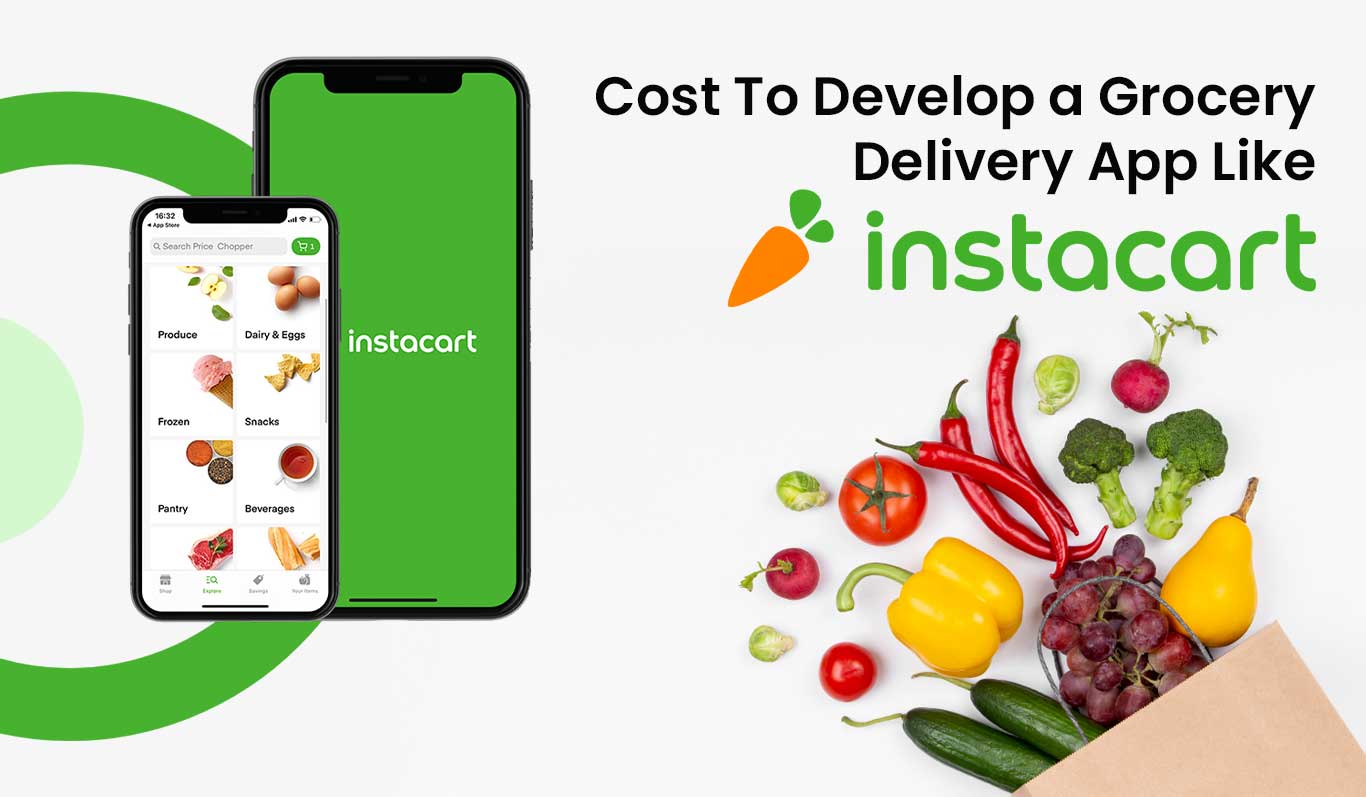 Cost To Develop a Grocery
Delivery App Like
instacart
instacart
16:32
App Store
Search Price Chopper
1
Produce
Dairy & Eggs
Frozen
Snacks
Pantry
Beverages
Shop
Explore
Savings
Your Items